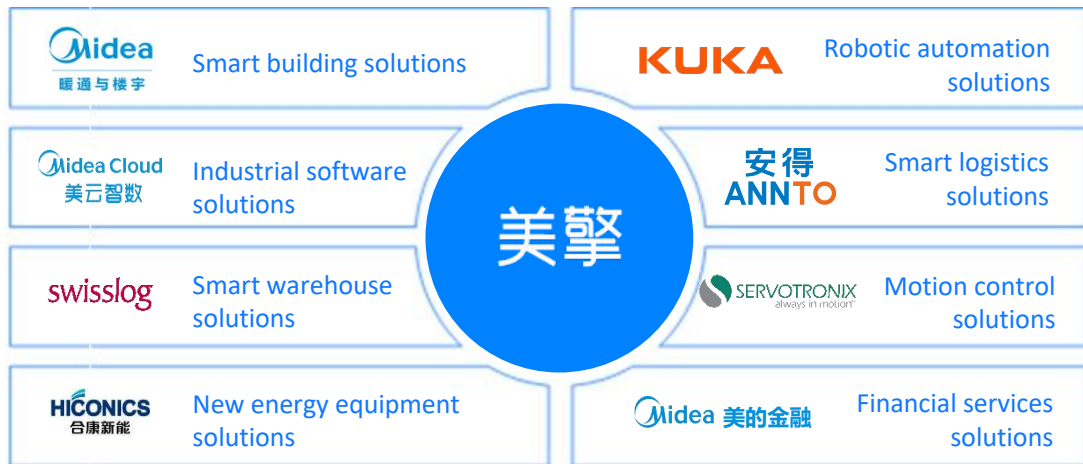 Midea
暖通与楼宇
Smart building solutions
KUKA
Robotic automation
solutions
Midea Cloud
美云智数
Industrial software
solutions
安得
ANNTO
Smart logistics
solutions
美擎
swisslog
Smart warehouse
solutions
SERVOTRONIX
always in motion®
Motion control
solutions
HICONICS
合康新能
New energy equipment
solutions
Midea 美的金融
Financial services
solutions